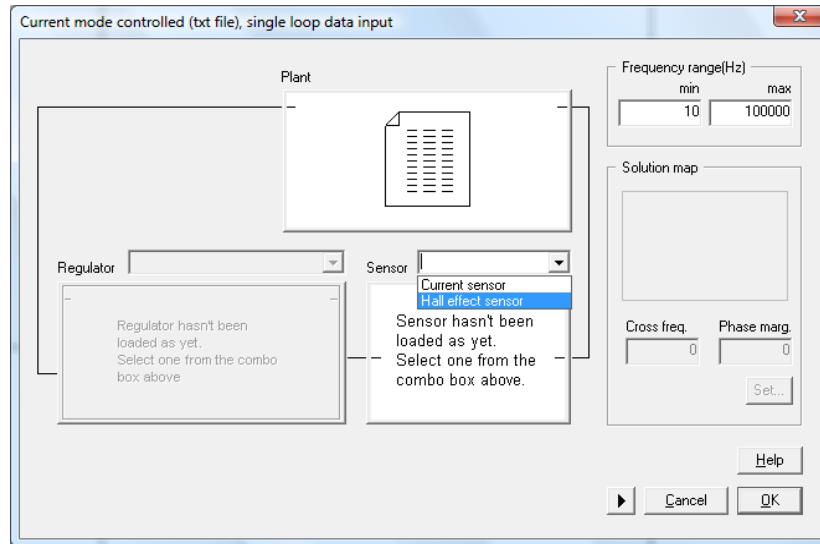 Current mode controlled (txt file), single loop data input
Plant
Frequency range(Hz)
min max
10 100000
Solution map
Regulator
Sensor
Current sensor
Hall effect sensor
Regulator hasn't been
loaded as yet.
Select one from the combo
box above
Sensor hasn't been
loaded as yet.
Select one from the
combo box above.
Cross freq. Phase marg.
0 0
Set...
Help
Cancel OK